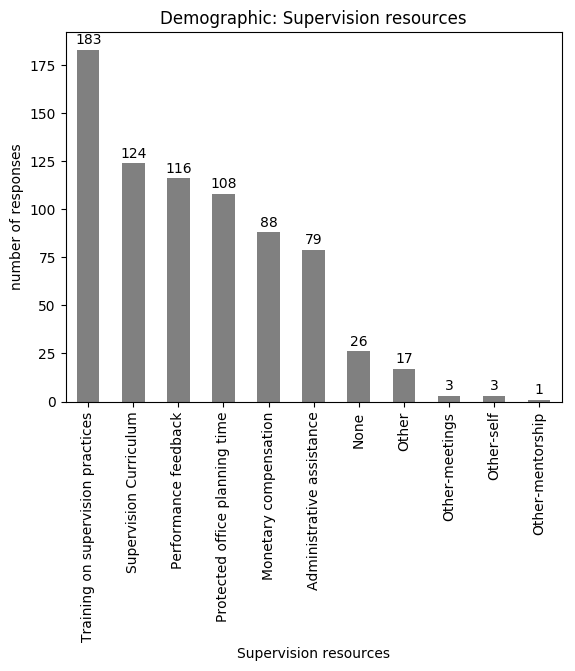 Demographic: Supervision resources
number of responses
175
150
125
100
75
50
25
0
183
124
116
108
88
79
26
17
3
3
1
Training on supervision practices
Supervision Curriculum
Performance feedback
Protected office planning time
Monetary compensation
Administrative assistance
None
Other
Other-meetings
Other-self
Other-mentorship
Supervision resources